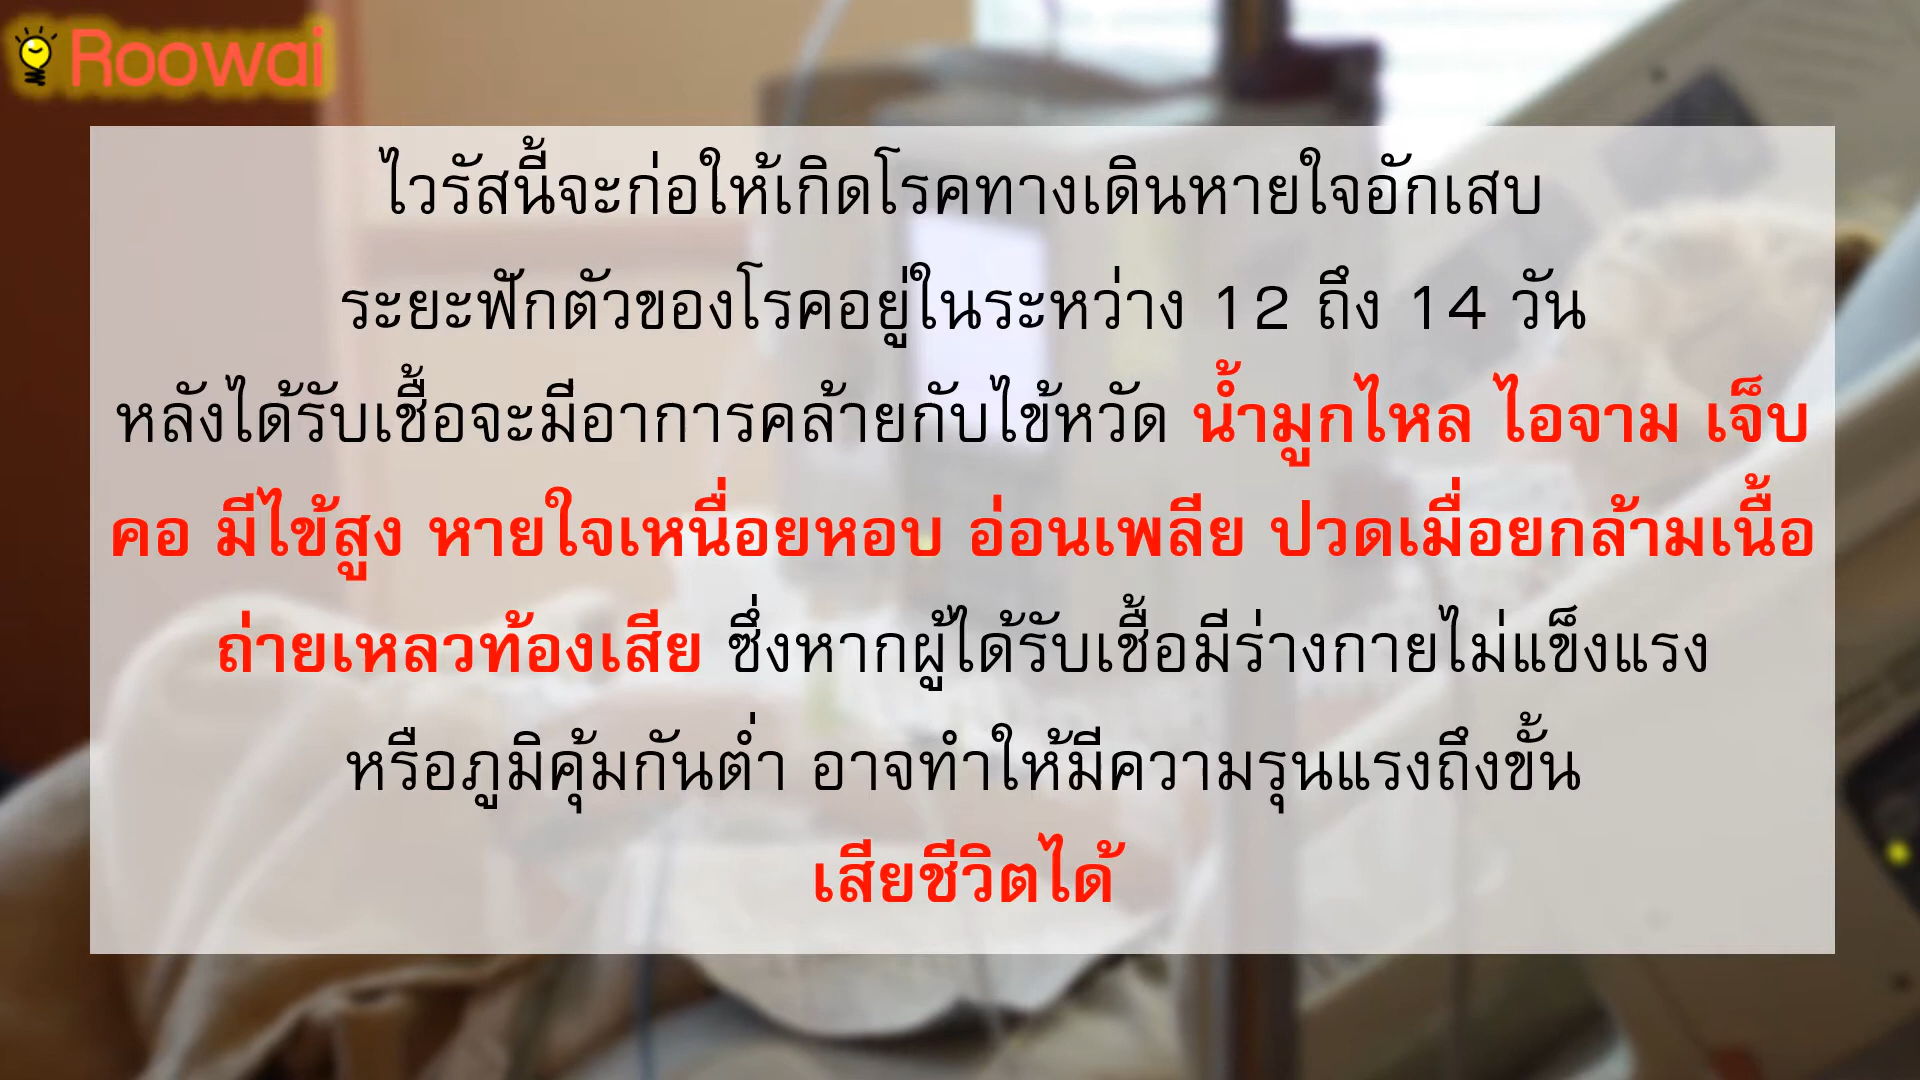 Roowai
ไวรัสนี้จะก่อให้เกิดโรคทางเดินหายใจอักเสบ
ระยะฟักตัวของโรคอยู่ในระหว่าง 12 ถึง 14 วัน
หลังได้รับเชื้อจะมีอาการคล้ายกับไข้หวัด น้ำมูกไหล ไอจาม เจ็บ
คอ มีไข้สูง หายใจเหนื่อยหอบ อ่อนเพลีย ปวดเมื่อยกล้ามเนื้อ
ถ่ายเหลวท้องเสีย ซึ่งหากผู้ได้รับเชื้อมีร่างกายไม่แข็งแรง
หรือภูมิคุ้มกันต่ำ อาจทำให้มีความรุนแรงถึงขั้น
เสียชีวิตได้